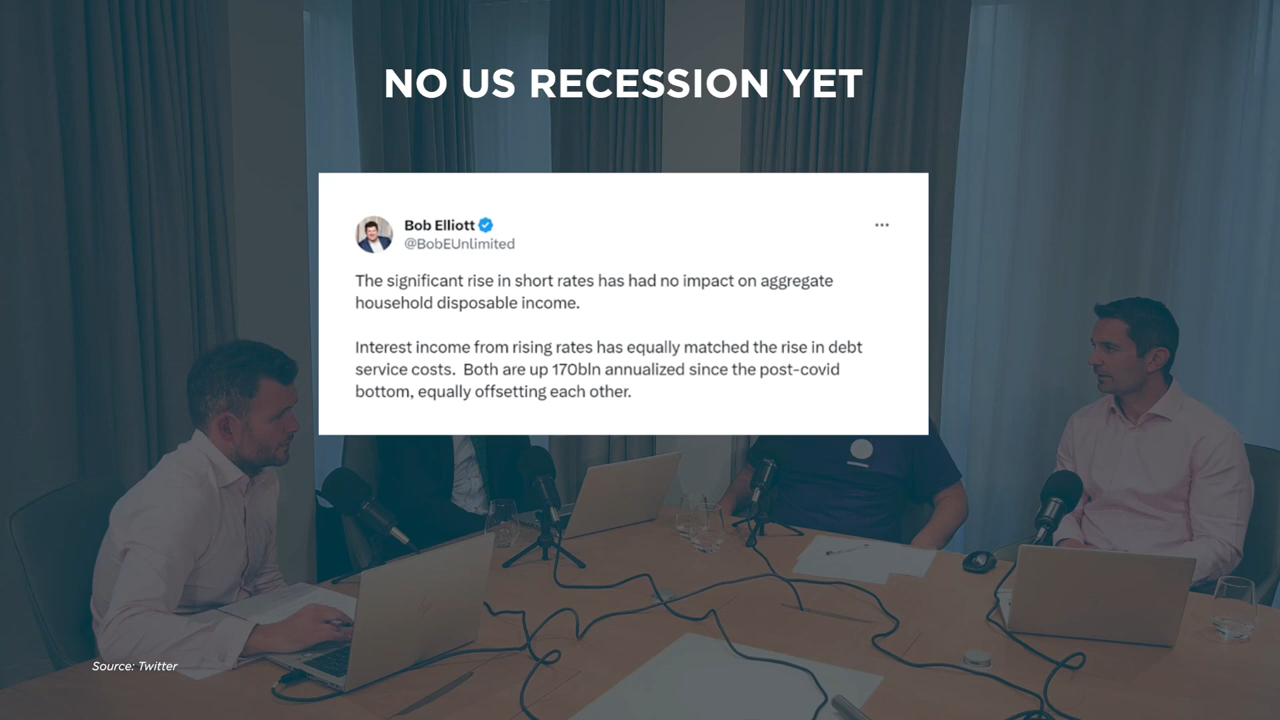 NO US RECESSION YET
Bob Elliott
@BobEUnlimited
The significant rise in short rates has had no impact on aggregate
household disposable income.
Interest income from rising rates has equally matched the rise in debt
service costs.  Both are up 170bln annualized since the post-covid
bottom, equally offsetting each other.
Source: Twitter